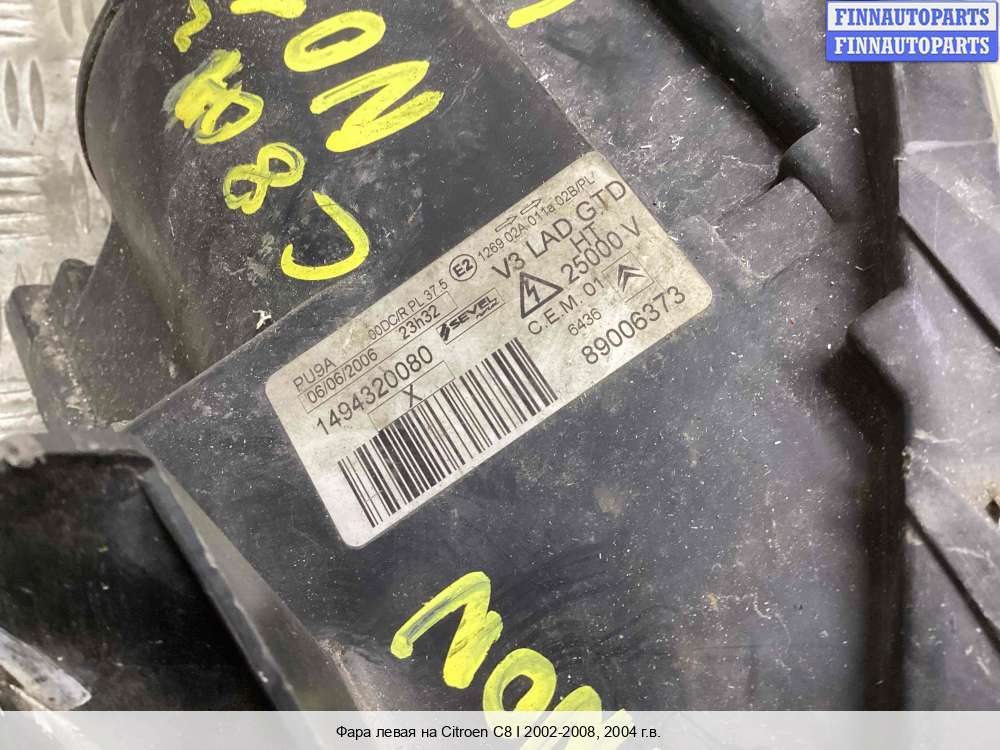 FINNAUTOPARTS
FINNAUTOPARTS
C8
PU9A
00DC/R PL 37.5
E2
1269 02A 011a 02B/PL/
06/06/2006
23h32
SEVEL
V3 LAD G.TD
HT
25000 V
1494320080
X
C.E.M. 01
6436
89006373
Фара левая на Citroen C8 I 2002-2008, 2004 г.в.